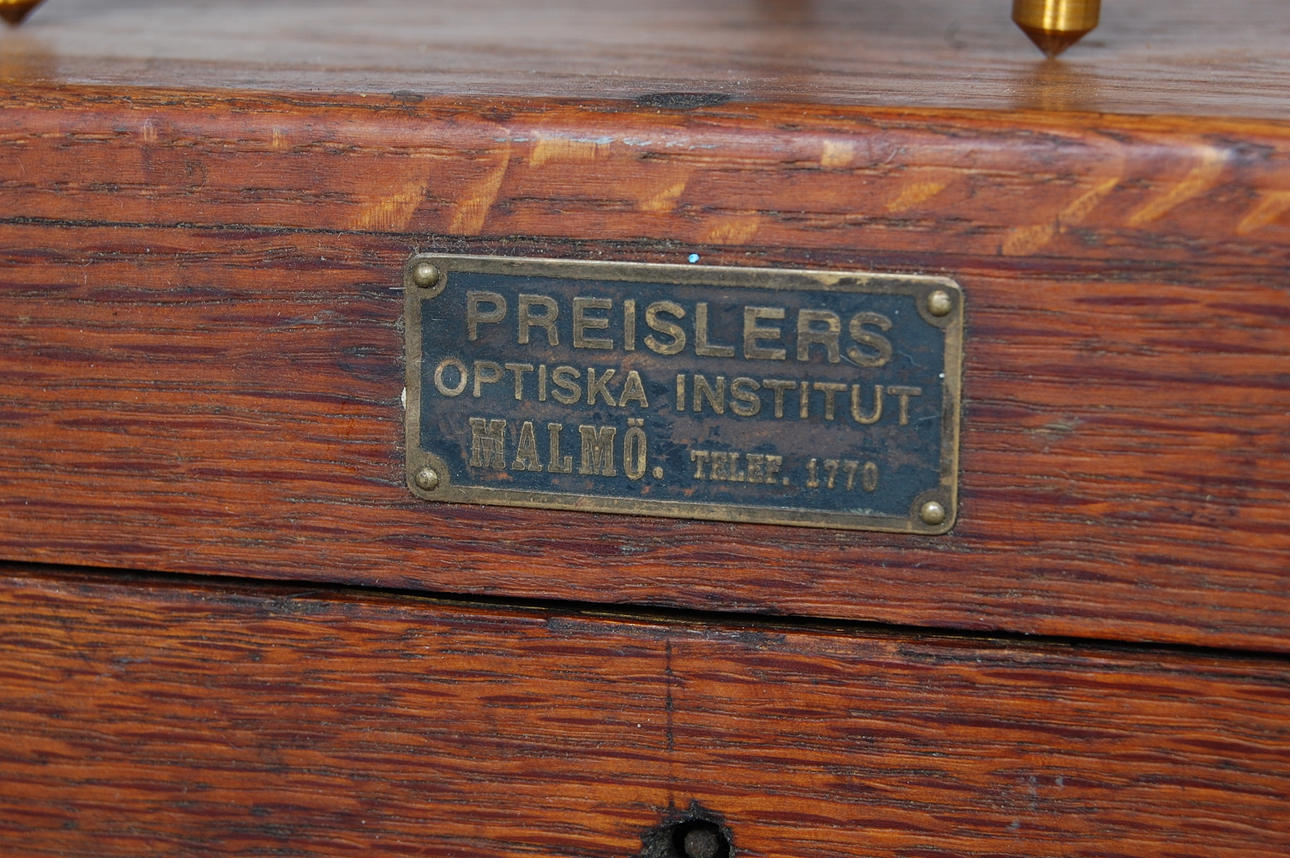 PREISLERS
OPTISKA INSTITUT
MALMÖ. TELEF. 1770